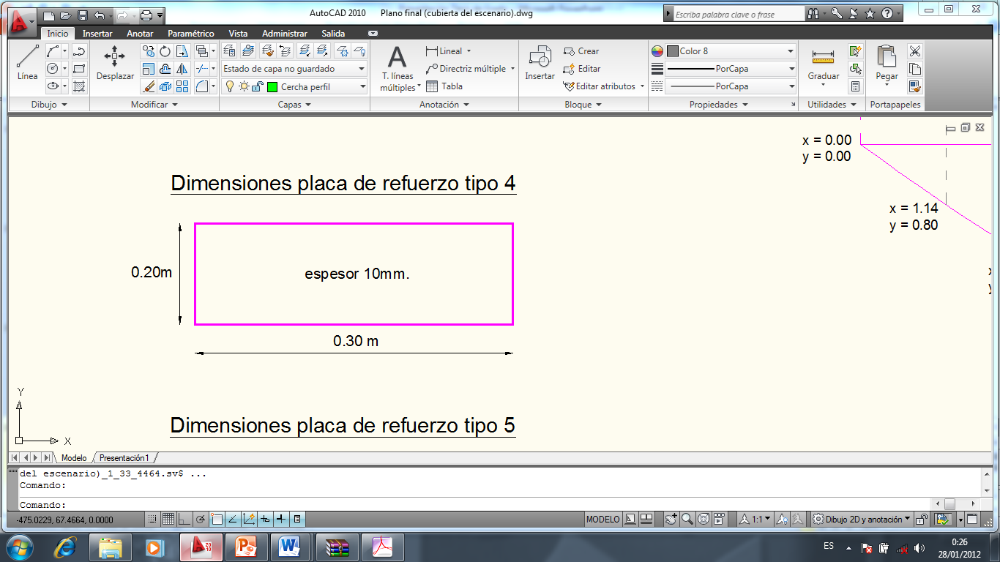 AutoCAD 2010 Plano final (cubierta del escenario).dwg
Escriba palabra clave o frase
Inicio Insertar Anotar Paramétrico Vista Administrar Salida
Línea
Desplazar
Estado de capa no guardado
Cercha perfil
A
T. líneas
múltiples
Lineal
Directriz múltiple
Tabla
Insertar
Crear
Editar
Editar atributos
Color 8
PorCapa
PorCapa
Graduar
Pegar
Dibujo Modificar Capas Anotación Bloque Propiedades Utilidades Portapapeles
x = 0.00
y = 0.00
Dimensiones placa de refuerzo tipo 4
x = 1.14
y = 0.80
0.20m
espesor 10mm.
0.30 m
Y
X
Dimensiones placa de refuerzo tipo 5
Modelo Presentación1
del escenario)_1_33_4464.sv$ ...
Comando:
Comando:
-475.0229, 67.4664, 0.0000
MODELO
1:1
Dibujo 2D y anotación
ES
0:26
28/01/2012